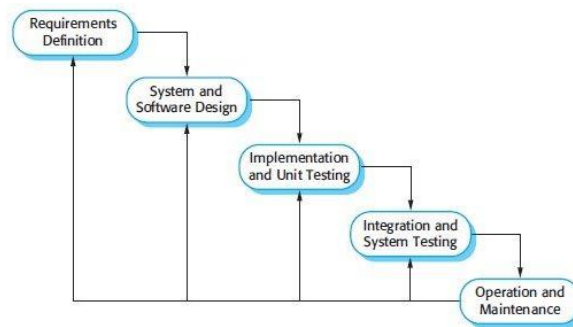 Requirements
Definition
System and
Software Design
Implementation
and Unit Testing
Integration and
System Testing
Operation and
Maintenance